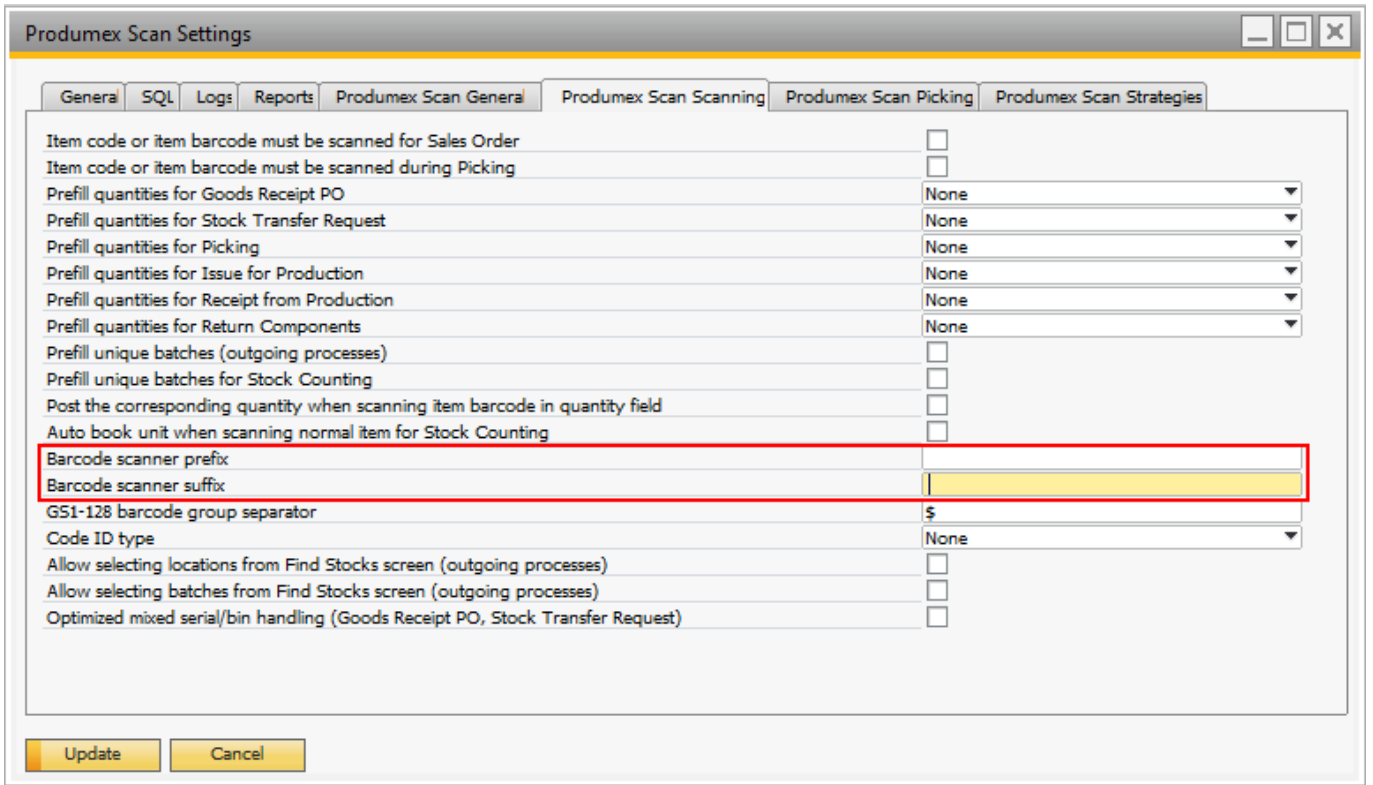 Produmex Scan Settings
General SQL Logs Reports Produmex Scan General Produmex Scan Scanning Produmex Scan Picking Produmex Scan Strategies
Item code or item barcode must be scanned for Sales Order
Item code or item barcode must be scanned during Picking
Prefill quantities for Goods Receipt PO None
Prefill quantities for Stock Transfer Request None
Prefill quantities for Picking None
Prefill quantities for Issue for Production None
Prefill quantities for Receipt from Production None
Prefill quantities for Return Components None
Prefill unique batches (outgoing processes)
Prefill unique batches for Stock Counting
Post the corresponding quantity when scanning item barcode in quantity field
Auto book unit when scanning normal item for Stock Counting
Barcode scanner prefix
Barcode scanner suffix
GS1-128 barcode group separator $
Code ID type None
Allow selecting locations from Find Stocks screen (outgoing processes)
Allow selecting batches from Find Stocks screen (outgoing processes)
Optimized mixed serial/bin handling (Goods Receipt PO, Stock Transfer Request)
Update Cancel